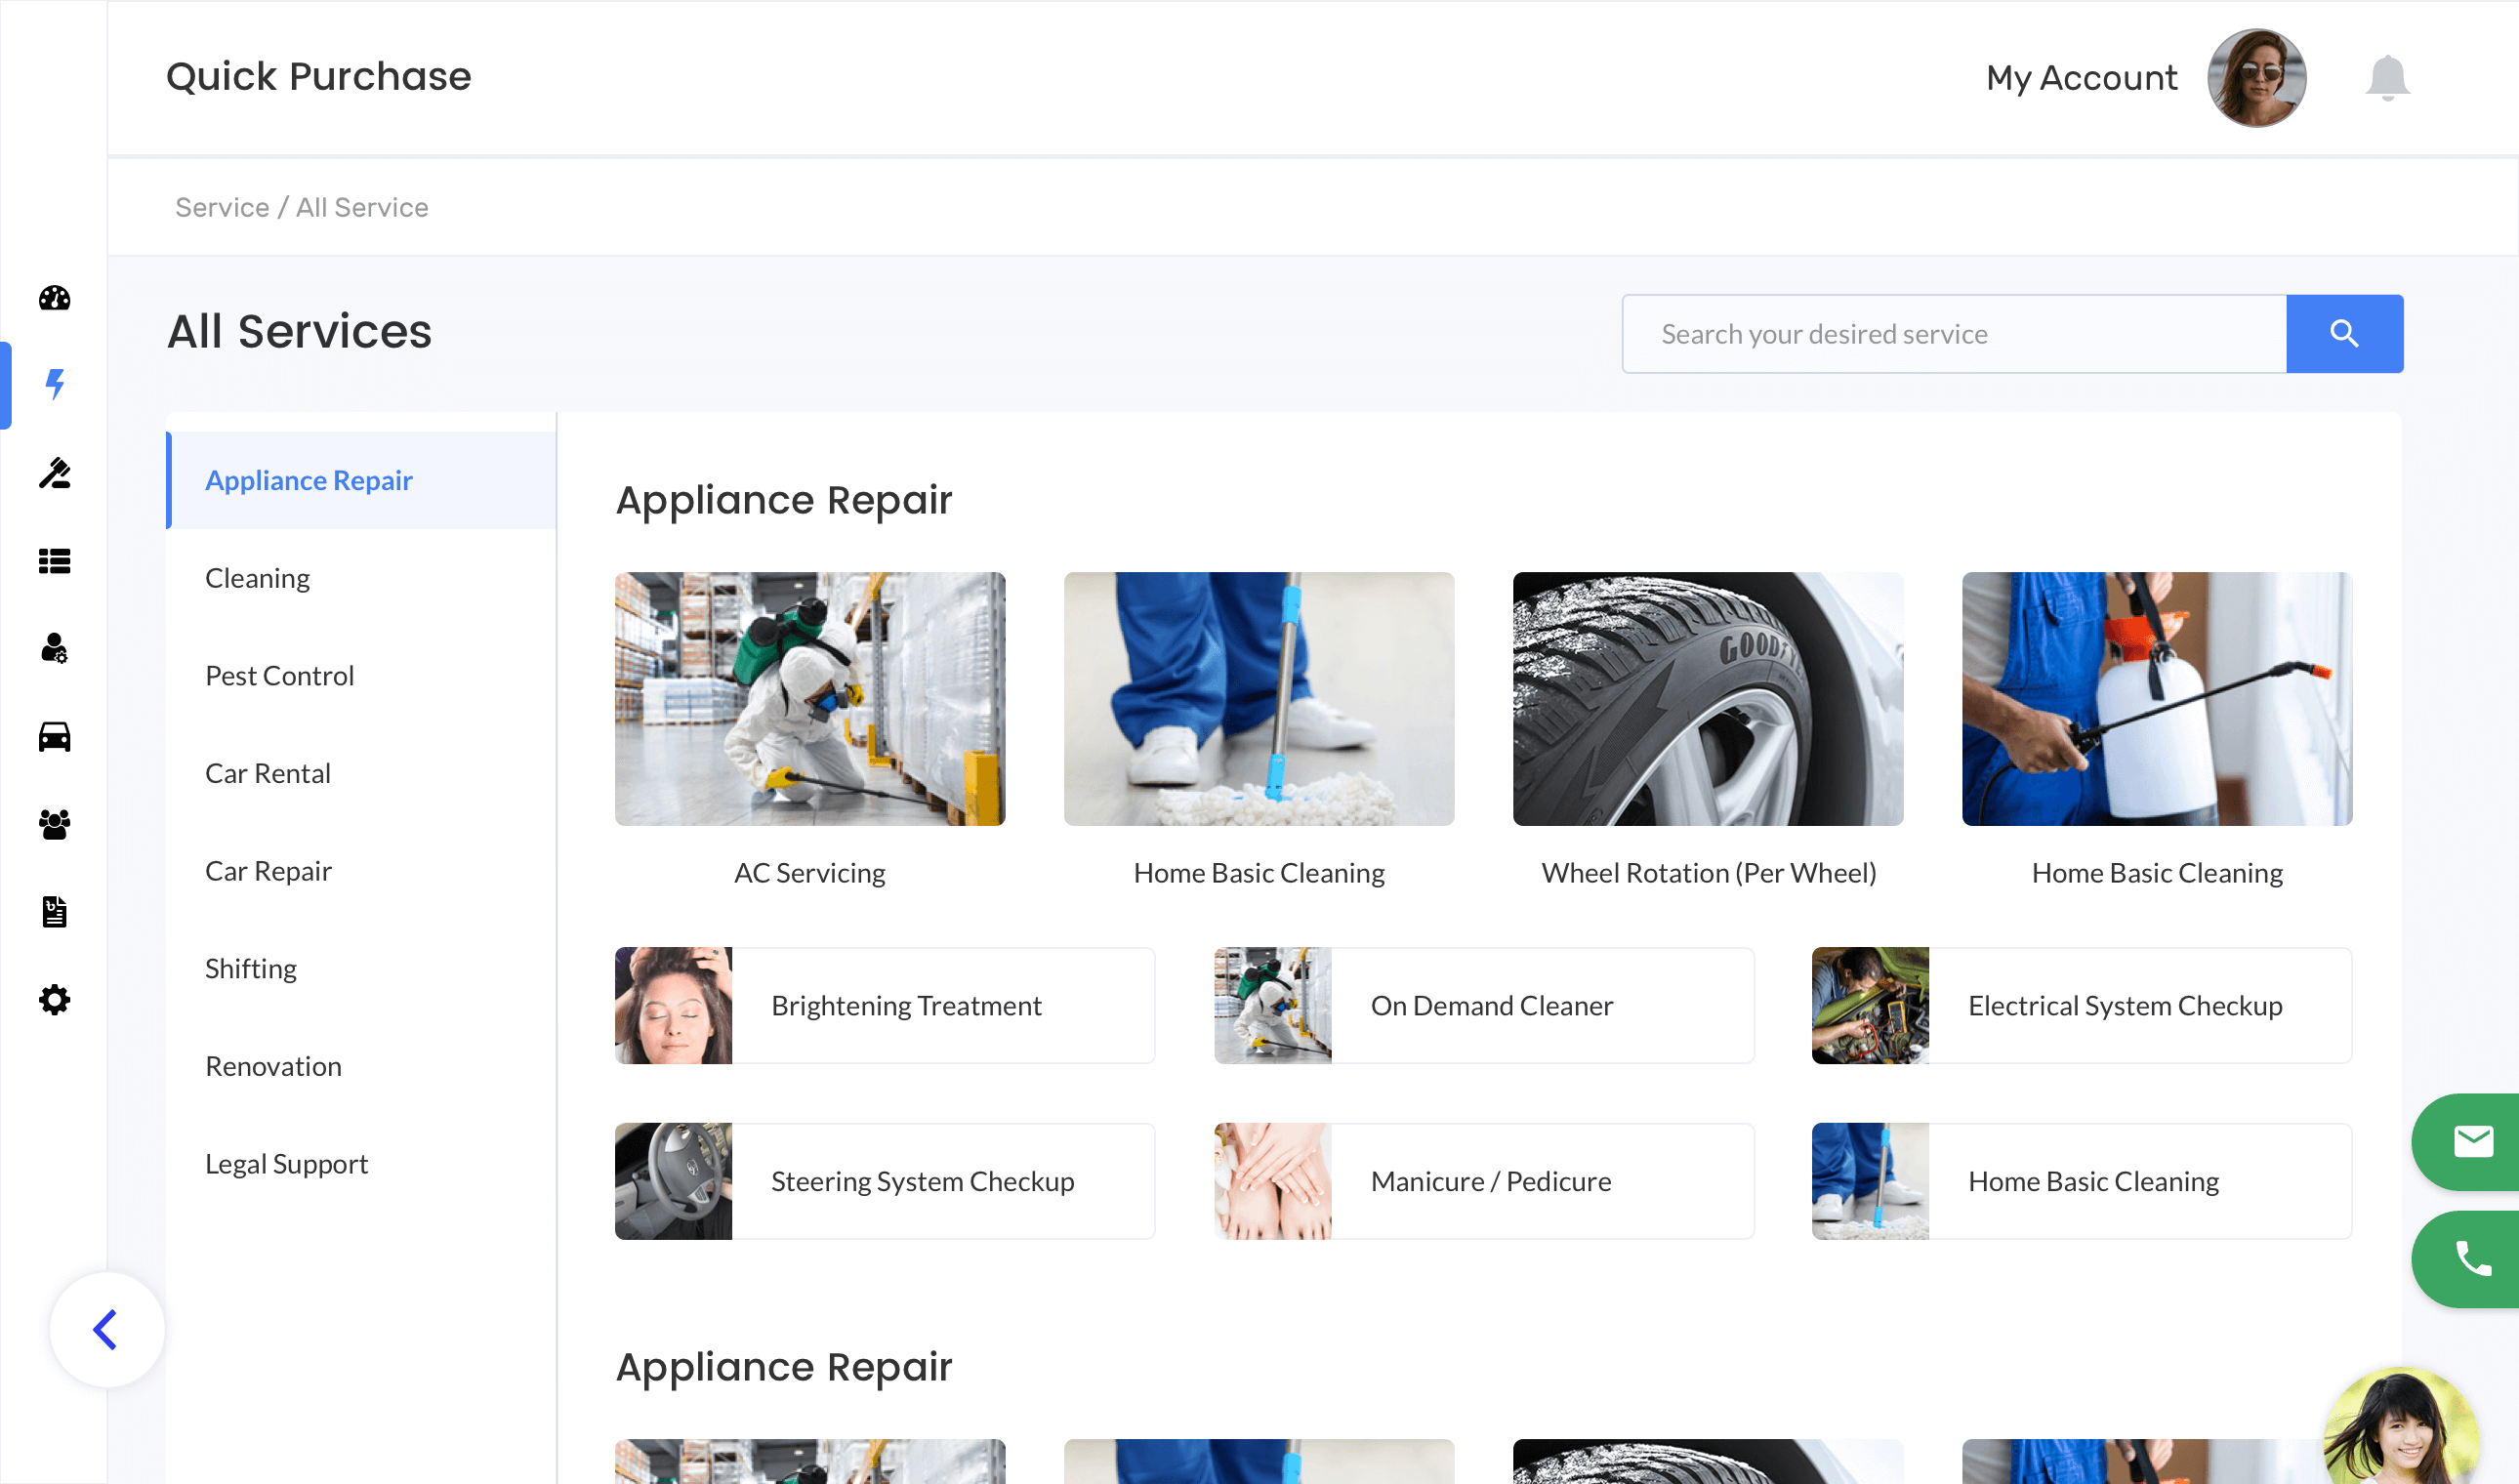 Quick Purchase
My Account
Service / All Service
All Services
Search your desired service
Appliance Repair
Cleaning
Pest Control
Car Rental
Car Repair
Shifting
Renovation
Legal Support
Appliance Repair
GOODY
AC Servicing
Home Basic Cleaning
Wheel Rotation (Per Wheel)
Home Basic Cleaning
Brightening Treatment
On Demand Cleaner
Electrical System Checkup
Steering System Checkup
Manicure / Pedicure
Home Basic Cleaning
Appliance Repair